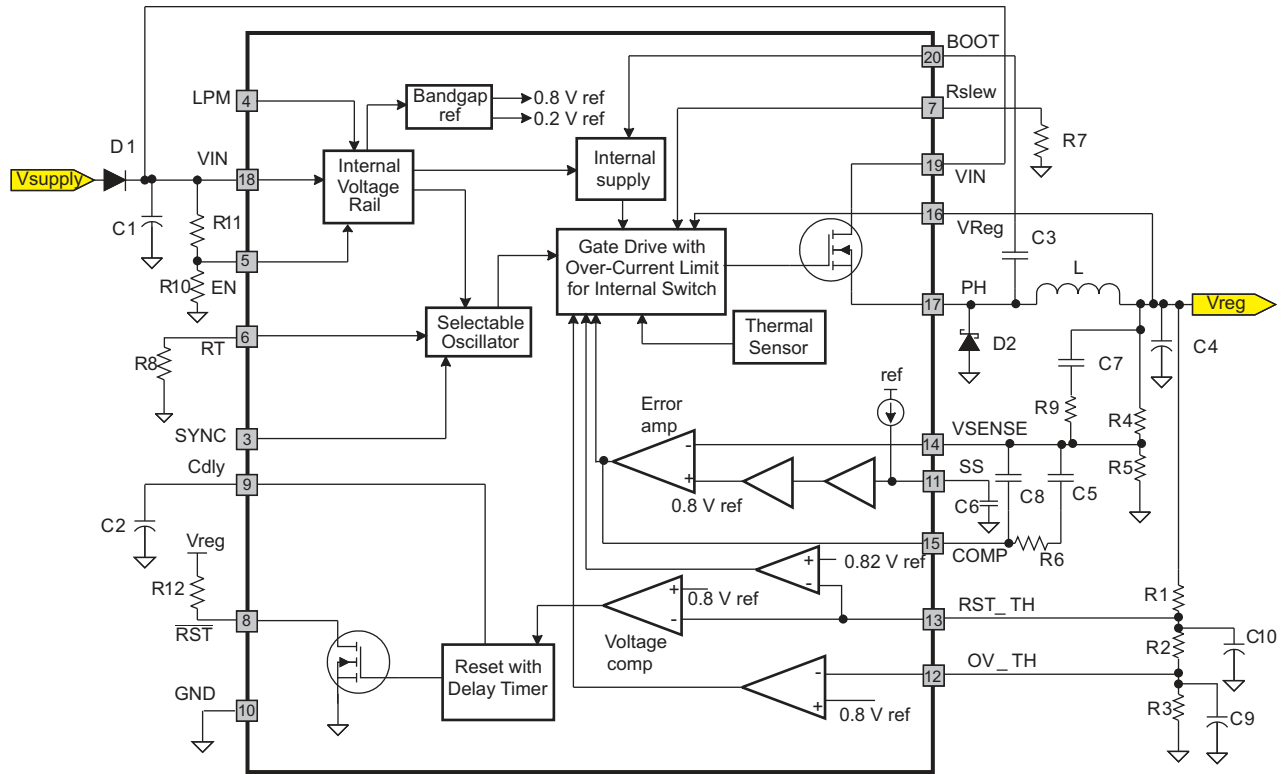 BOOT
20
LPM
4
Bandgap
ref
0.8 V ref
0.2 V ref
Rslew
7
R7
D1
Vsupply
VIN
18
Internal
Voltage
Rail
Internal
supply
19
VIN
C1
R11
16
VReg
C3
5
R10
EN
Gate Drive with
Over-Current Limit
for Internal Switch
PH
17
L
Vreg
6
RT
R8
Selectable
Oscillator
Thermal
Sensor
D2
C7
C4
ref
R9
R4
SYNC
3
Error
amp
-
+
0.8 V ref
14
VSENSE
R5
Cdly
9
SS
11
C6
C8
C5
C2
15
COMP
R6
Vreg
R12
+
-
0.82 V ref
R1
+
-
0.8 V ref
Voltage
comp
8
RST
13
RST_TH
R2
C10
Reset with
Delay Timer
OV_TH
12
-
+
0.8 V ref
GND
10
R3
C9